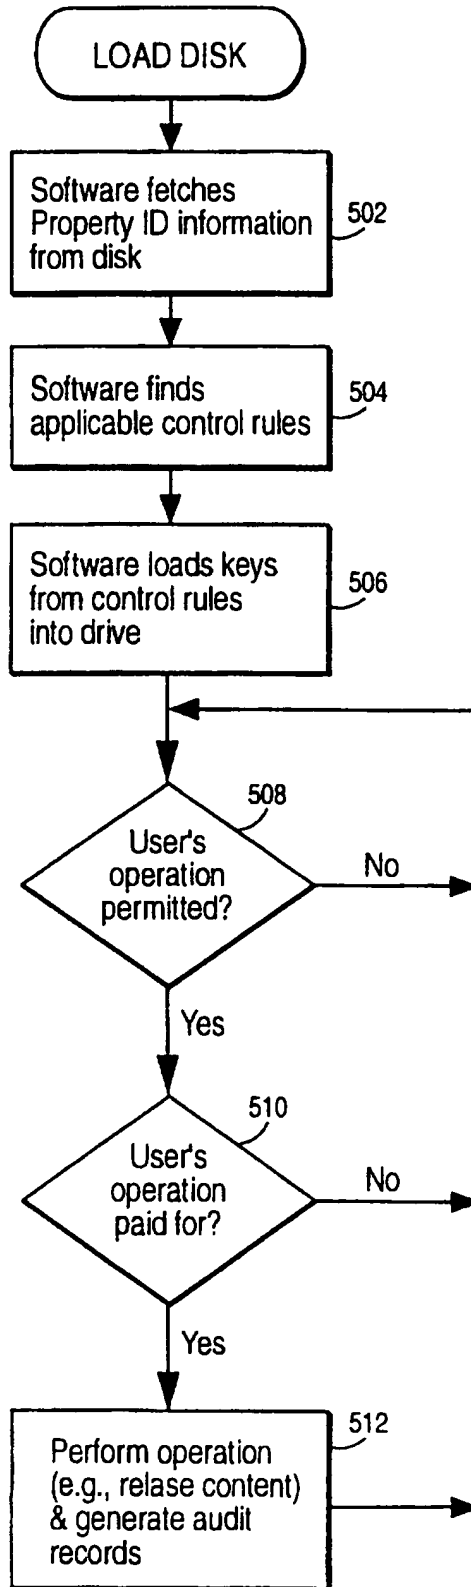 LOAD DISK
Software fetches
Property ID information
from disk
502
Software finds
applicable control rules
504
Software loads keys
from control rules
into drive
506
508
User's
operation
permitted?
No
Yes
510
User's
operation
paid for?
No
Yes
512
Perform operation
(e.g., relase content)
& generate audit
records